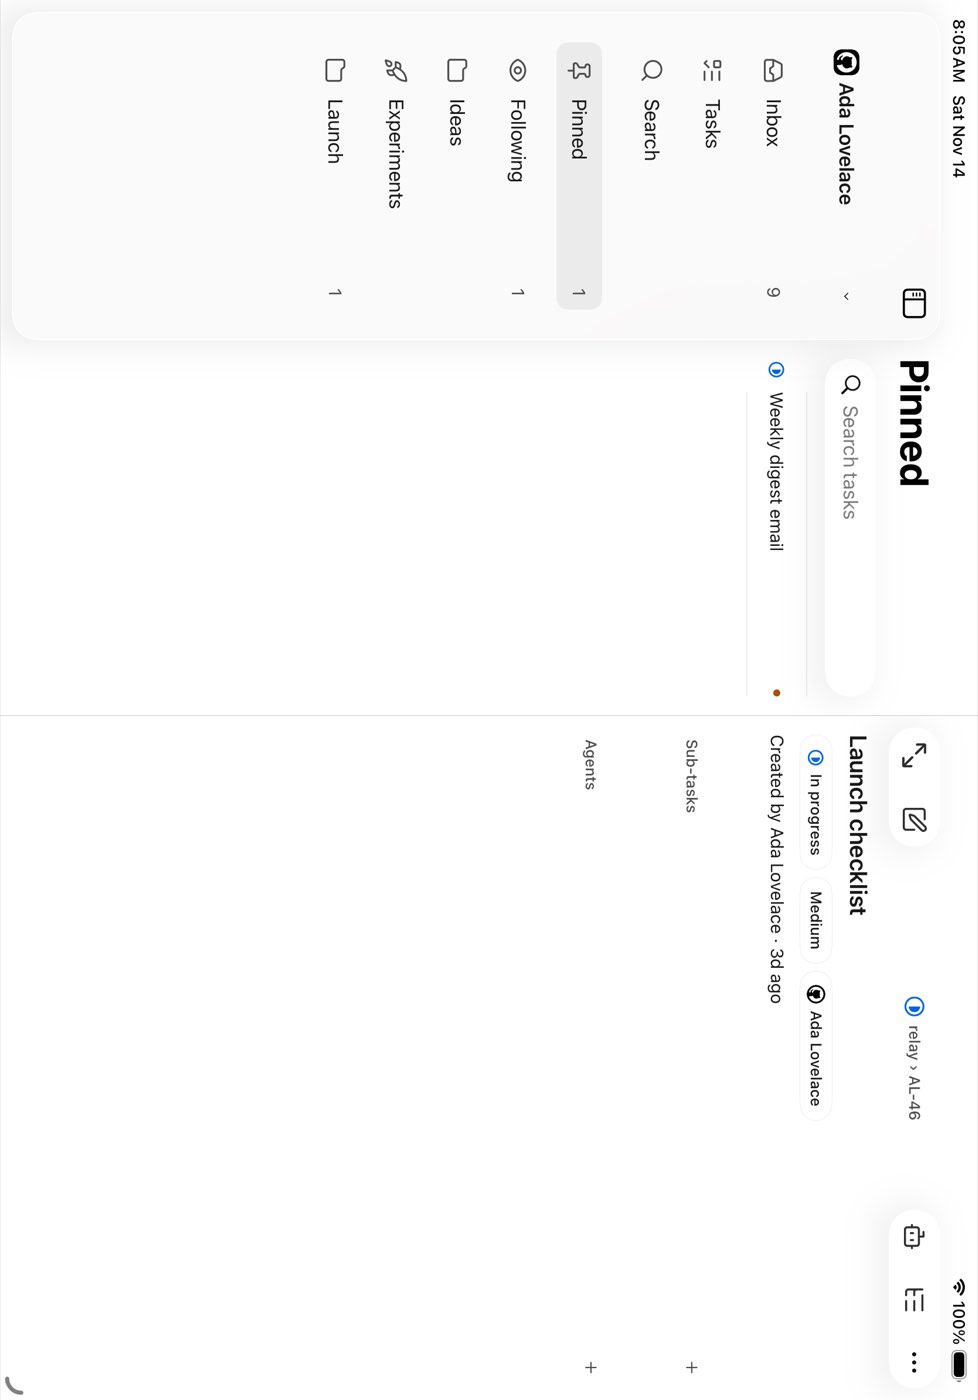 8:05 AM Sat Nov 14
100%
Ada Lovelace
Inbox 9
Tasks
Search
Pinned 1
Following 1
Ideas
Experiments
Launch 1
Pinned
Search tasks
Weekly digest email
relay › AL-46
Launch checklist
In progress Medium Ada Lovelace
Created by Ada Lovelace · 3d ago
Sub-tasks
Agents